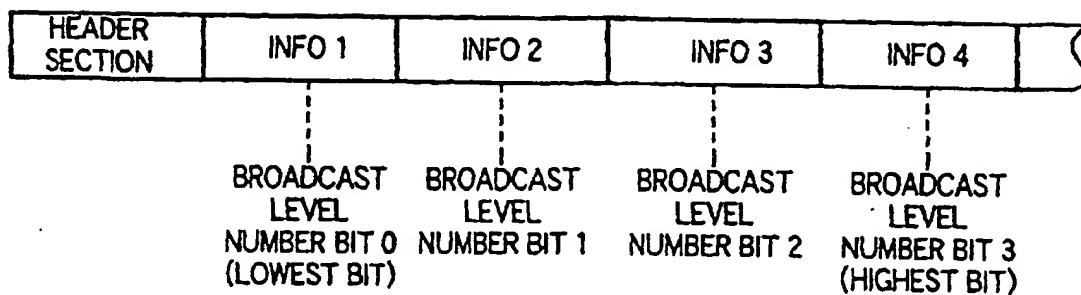 HEADER
SECTION
INFO 1
INFO 2
INFO 3
INFO 4
BROADCAST
LEVEL
NUMBER BIT 0
(LOWEST BIT)
BROADCAST
LEVEL
NUMBER BIT 1
BROADCAST
LEVEL
NUMBER BIT 2
BROADCAST
LEVEL
NUMBER BIT 3
(HIGHEST BIT)